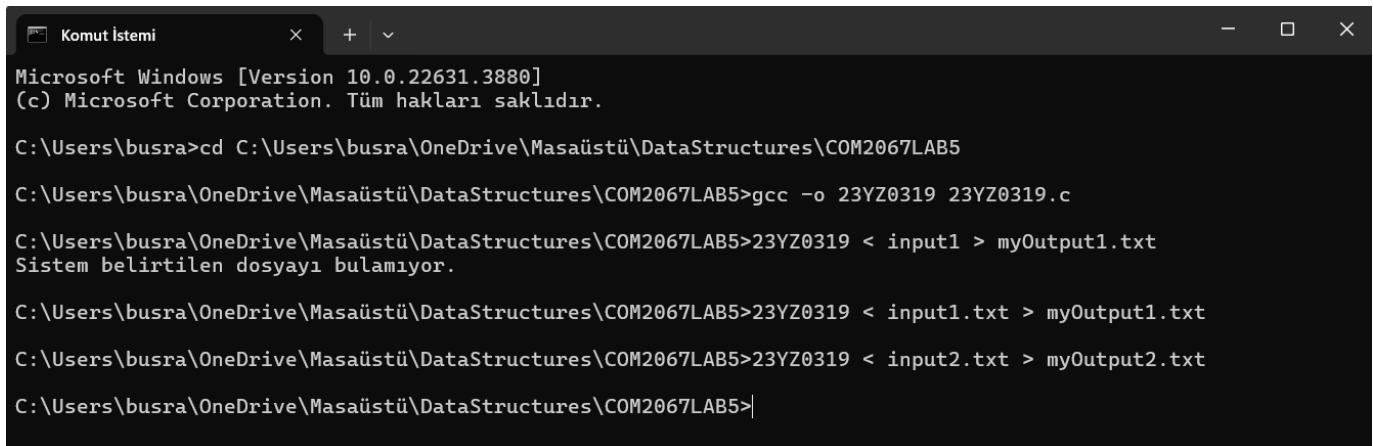 Komut İstemi
Microsoft Windows [Version 10.0.22631.3880]
(c) Microsoft Corporation. Tüm hakları saklıdır.
C:\Users\busra>cd C:\Users\busra\OneDrive\Masaüstü\DataStructures\COM2067LAB5
C:\Users\busra\OneDrive\Masaüstü\DataStructures\COM2067LAB5>gcc -o 23YZ0319 23YZ0319.c
C:\Users\busra\OneDrive\Masaüstü\DataStructures\COM2067LAB5>23YZ0319 < input1 > myOutput1.txt
Sistem belirtilen dosyayı bulamıyor.
C:\Users\busra\OneDrive\Masaüstü\DataStructures\COM2067LAB5>23YZ0319 < input1.txt > myOutput1.txt
C:\Users\busra\OneDrive\Masaüstü\DataStructures\COM2067LAB5>23YZ0319 < input2.txt > myOutput2.txt
C:\Users\busra\OneDrive\Masaüstü\DataStructures\COM2067LAB5>